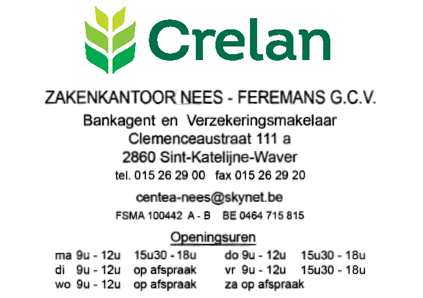 Crelan
ZAKENKANTOOR NEES - FEREMANS G.C.V.
Bankagent en Verzekeringsmakelaar
Clemenceaustraat 111 a
2860 Sint-Katelijne-Waver
tel. 015 26 29 00 fax 015 26 29 20
centea-nees@skynet.be
FSMA 100442 A - B BE 0464 715 815
Openingsuren
ma 9u - 12u 15u30 - 18u do 9u - 12u 15u30 - 18u
di 9u - 12u op afspraak vr 9u - 12u 15u30 - 18u
wo 9u - 12u op afspraak za op afspraak